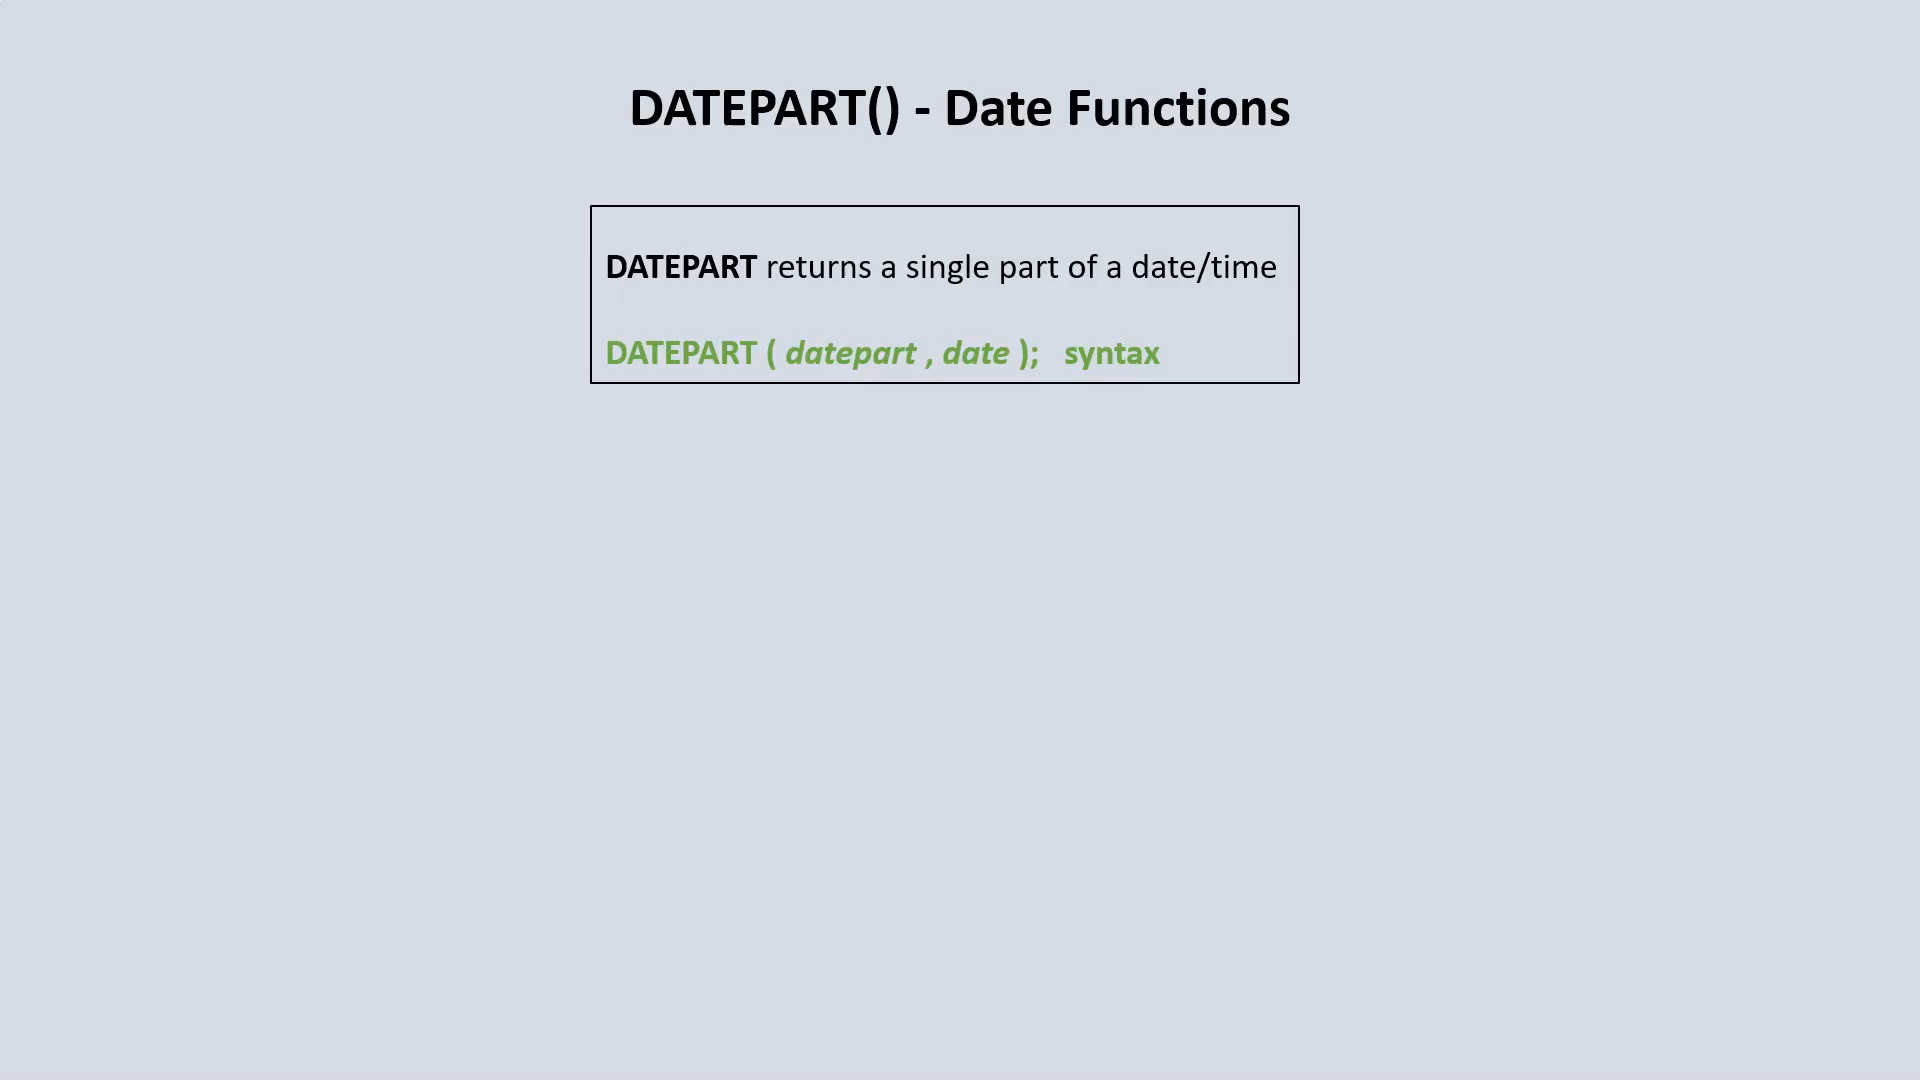 DATEPART() - Date Functions
DATEPART returns a single part of a date/time
DATEPART ( datepart , date ); syntax